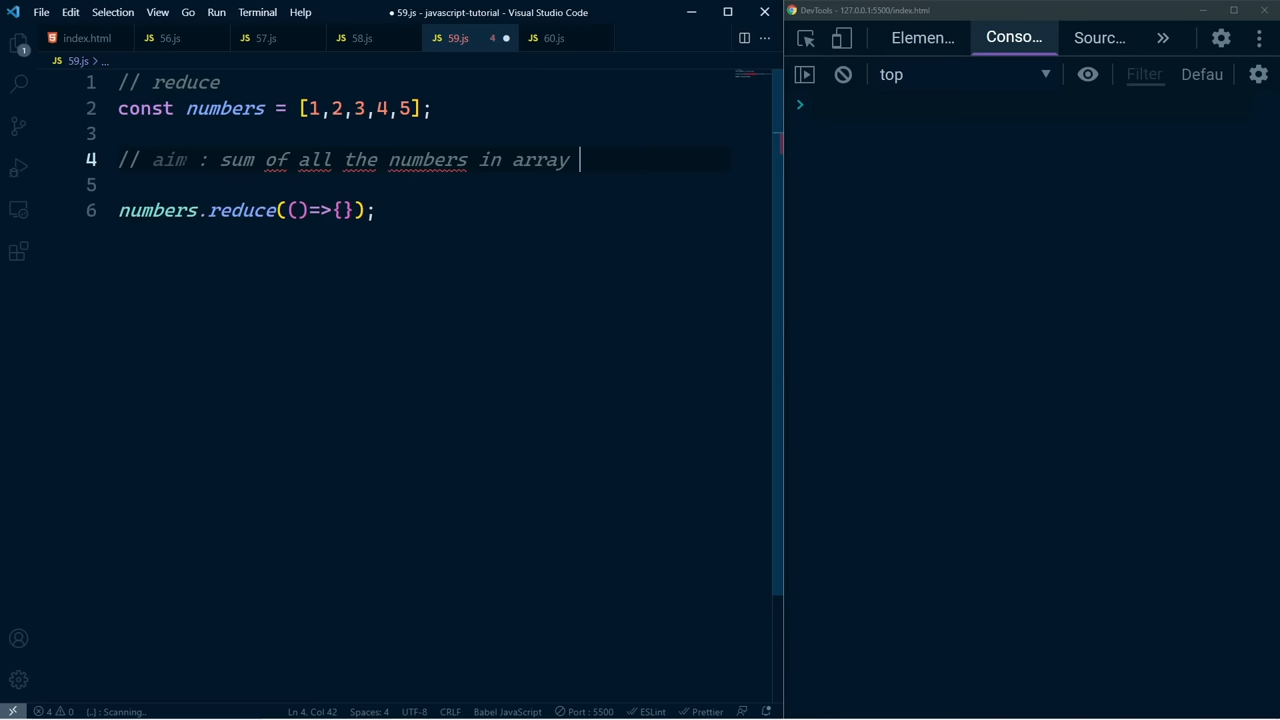 File Edit Selection View Go Run Terminal Help
● 59.js - javascript-tutorial - Visual Studio Code
DevTools - 127.0.0.1:5500/index.html
index.html JS 56.js JS 57.js JS 58.js JS 59.js 4 JS 60.js
Elemen... Conso... Sourc...
JS 59.js > ...
top Filter Defau
1 // reduce
2 const numbers = [1,2,3,4,5];
3
4 // aim : sum of all the numbers in array
5
6 numbers.reduce(()=>{});
1
4 0 {..} : Scanning.. Ln 4, Col 42 Spaces: 4 UTF-8 CRLF Babel JavaScript Port : 5500 ESLint Prettier